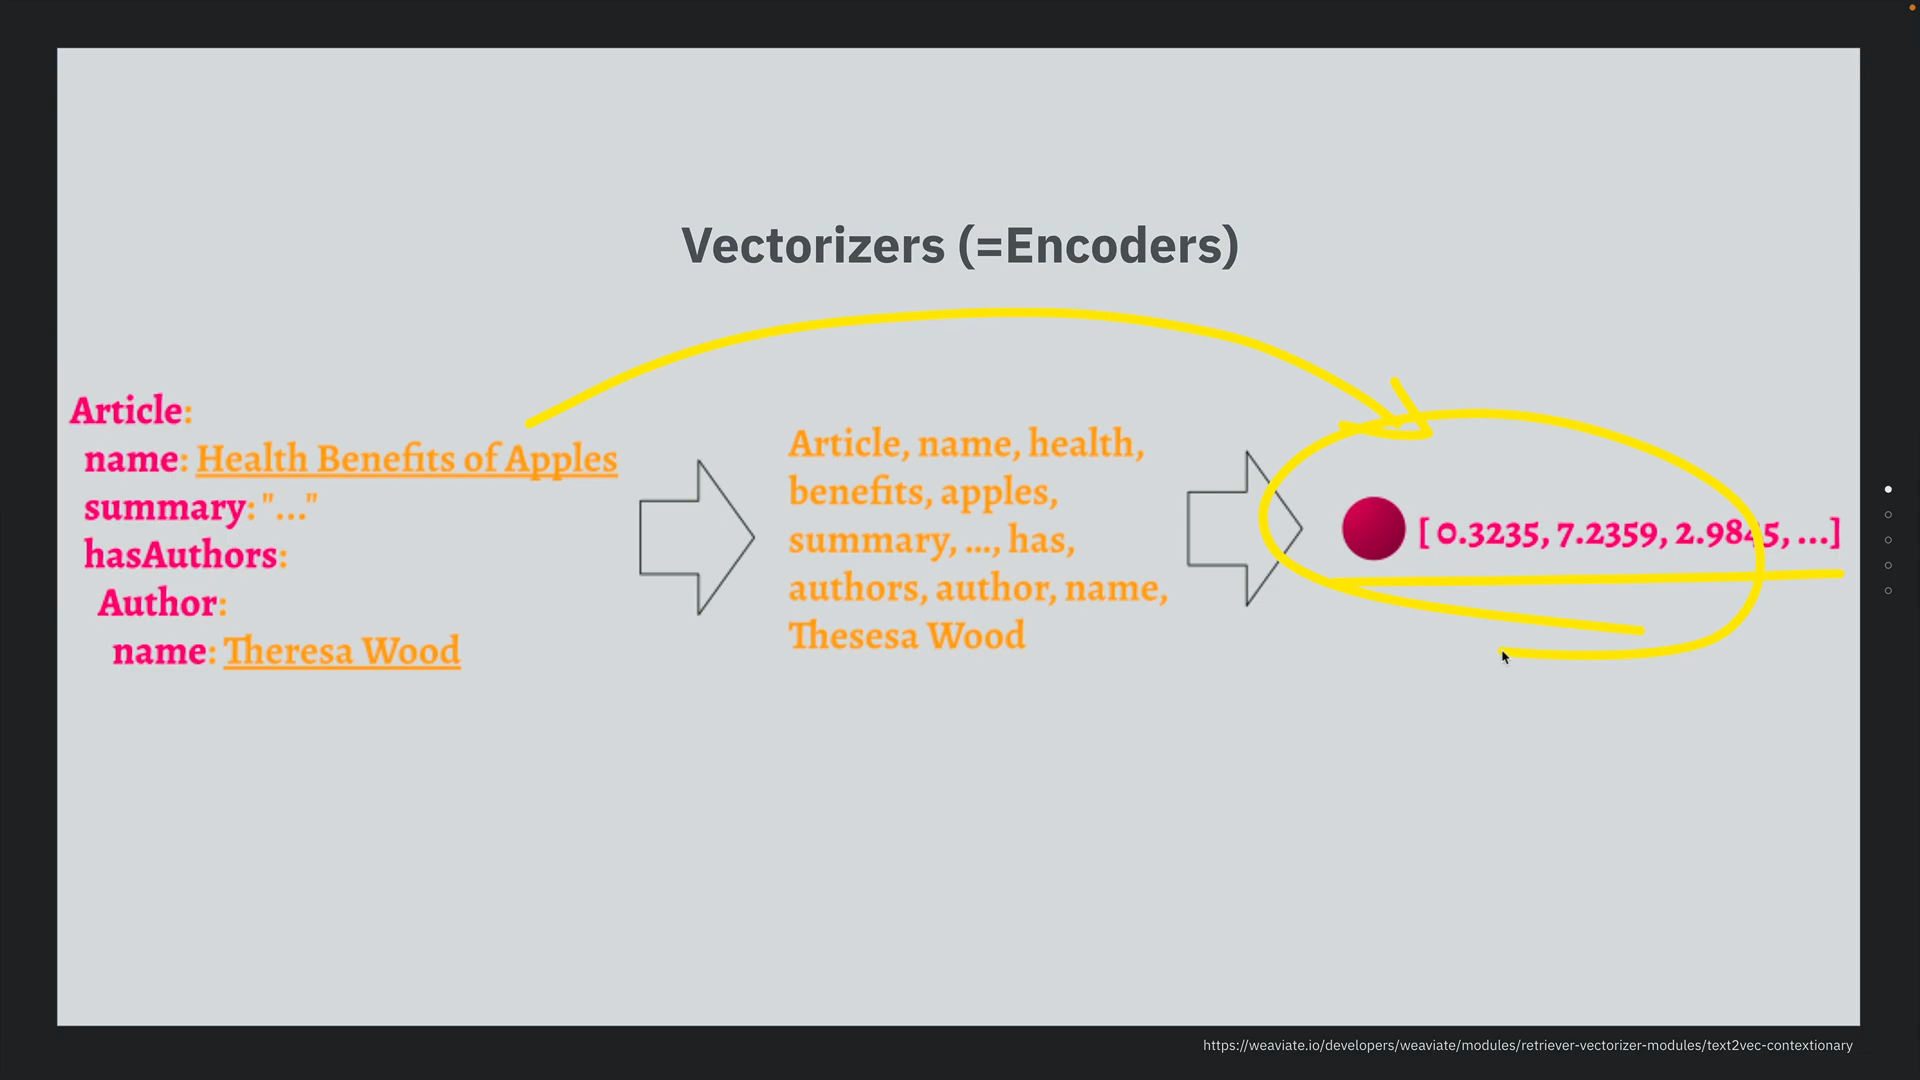 Vectorizers (=Encoders)
Article:
name: Health Benefits of Apples
summary: "..."
hasAuthors:
Author:
name: Theresa Wood
Article, name, health,
benefits, apples,
summary, ..., has,
authors, author, name,
Thesesa Wood
[ 0.3235, 7.2359, 2.9845, ...]
https://weaviate.io/developers/weaviate/modules/retriever-vectorizer-modules/text2vec-contextionary